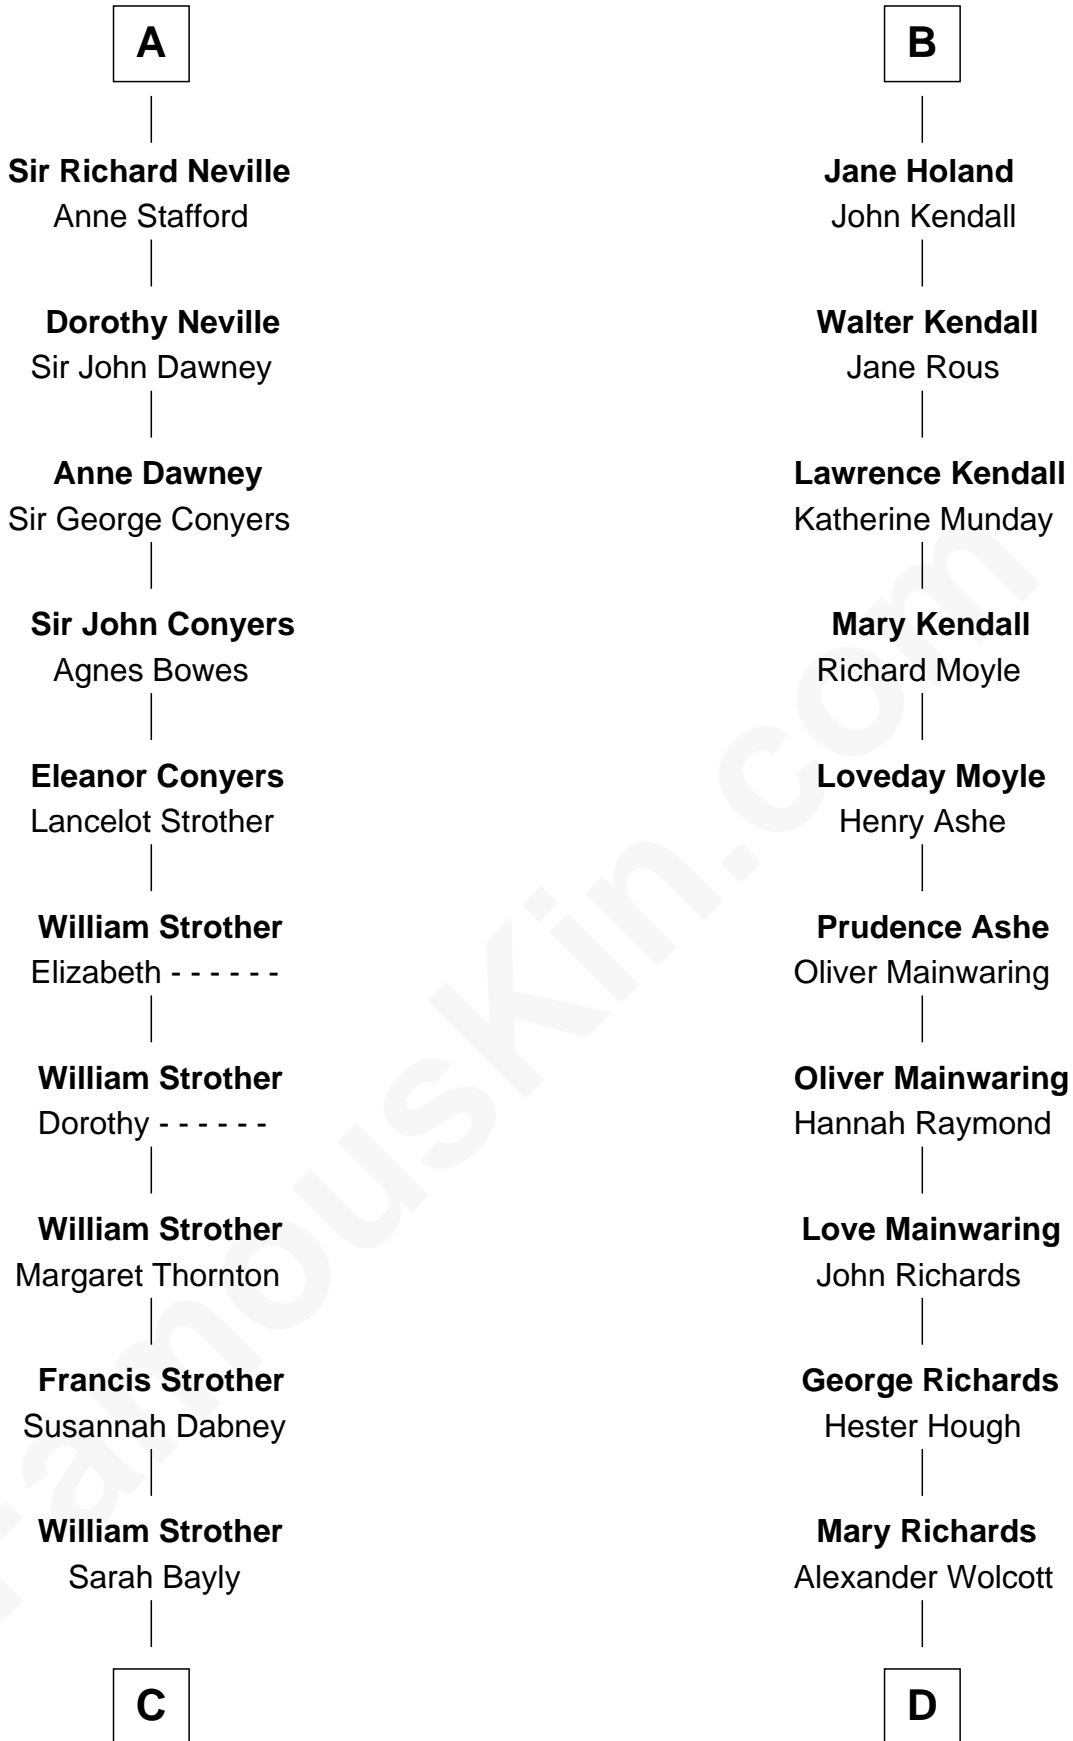 A
Sir Richard Neville
Anne Stafford
Dorothy Neville
Sir John Dawney
Anne Dawney
Sir George Conyers
Sir John Conyers
Agnes Bowes
Eleanor Conyers
Lancelot Strother
William Strother
Elizabeth - - - - - -
William Strother
Dorothy - - - - - -
William Strother
Margaret Thornton
Francis Strother
Susannah Dabney
William Strother
Sarah Bayly
C
B
Jane Holand
John Kendall
Walter Kendall
Jane Rous
Lawrence Kendall
Katherine Munday
Mary Kendall
Richard Moyle
Loveday Moyle
Henry Ashe
Prudence Ashe
Oliver Mainwaring
Oliver Mainwaring
Hannah Raymond
Love Mainwaring
John Richards
George Richards
Hester Hough
Mary Richards
Alexander Wolcott
D
FamousKin.com